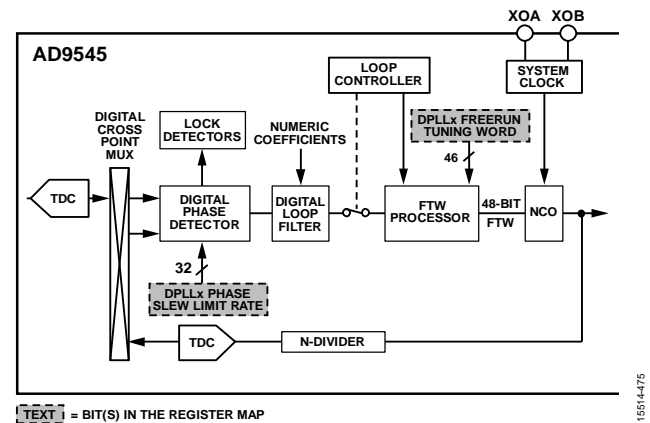 XOA XOB
AD9545
LOOP
CONTROLLER
SYSTEM
CLOCK
DIGITAL
CROSS
POINT
MUX
LOCK
DETECTORS
NUMERIC
COEFFICIENTS
DPLLx FREERUN
TUNING WORD
46
TDC
DIGITAL
PHASE
DETECTOR
DIGITAL
LOOP
FILTER
FTW
PROCESSOR
48-BIT
FTW
NCO
32
DPLLx PHASE
SLEW LIMIT RATE
TDC
N-DIVIDER
TEXT = BIT(S) IN THE REGISTER MAP
15514-475